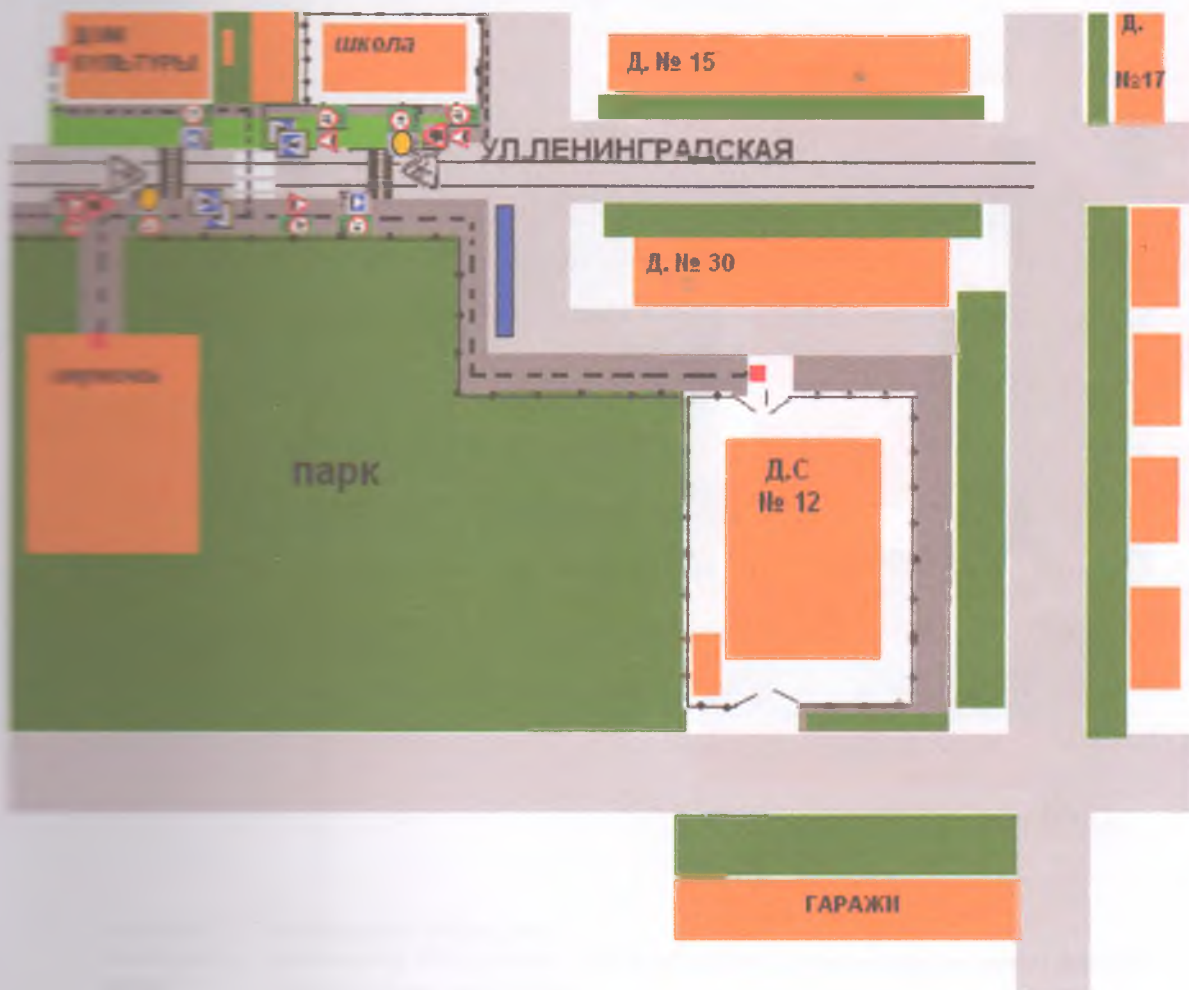 ДОМ
КУЛЬТУРЫ
школа
Д. № 15
Д.
№17
УЛ.ЛЕНИНГРАДСКАЯ
Д. № 30
парк
Д.С
№ 12
ГАРАЖИ